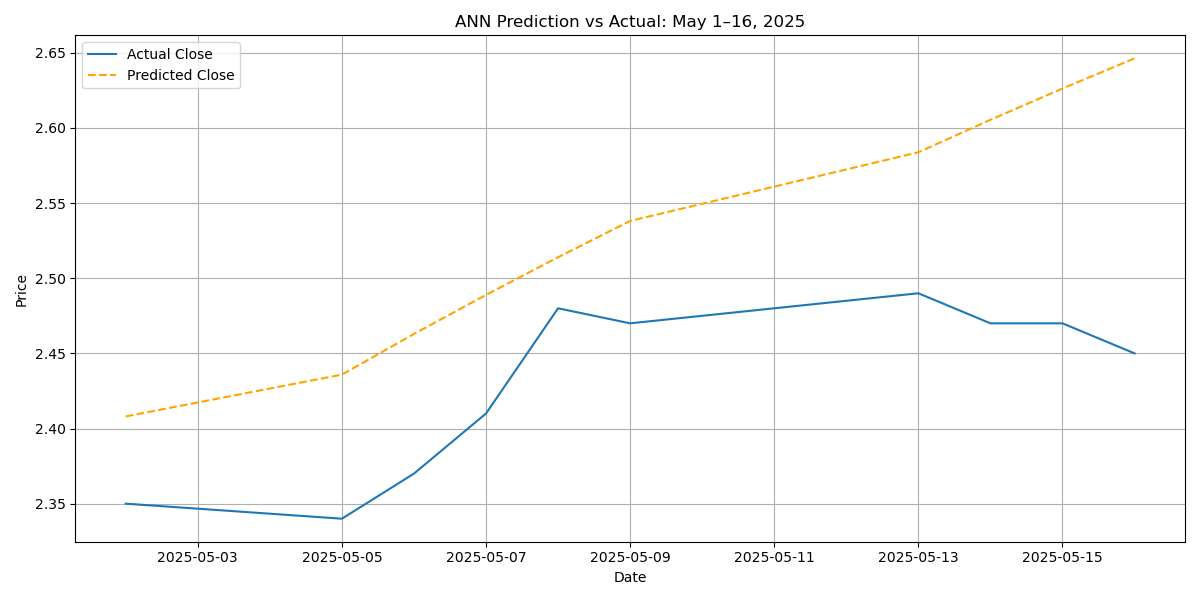 ANN Prediction vs Actual: May 1–16, 2025
Actual Close
Predicted Close
2.65
2.60
2.55
2.50
2.45
2.40
2.35
Price
2025-05-03
2025-05-05
2025-05-07
2025-05-09
2025-05-11
2025-05-13
2025-05-15
Date